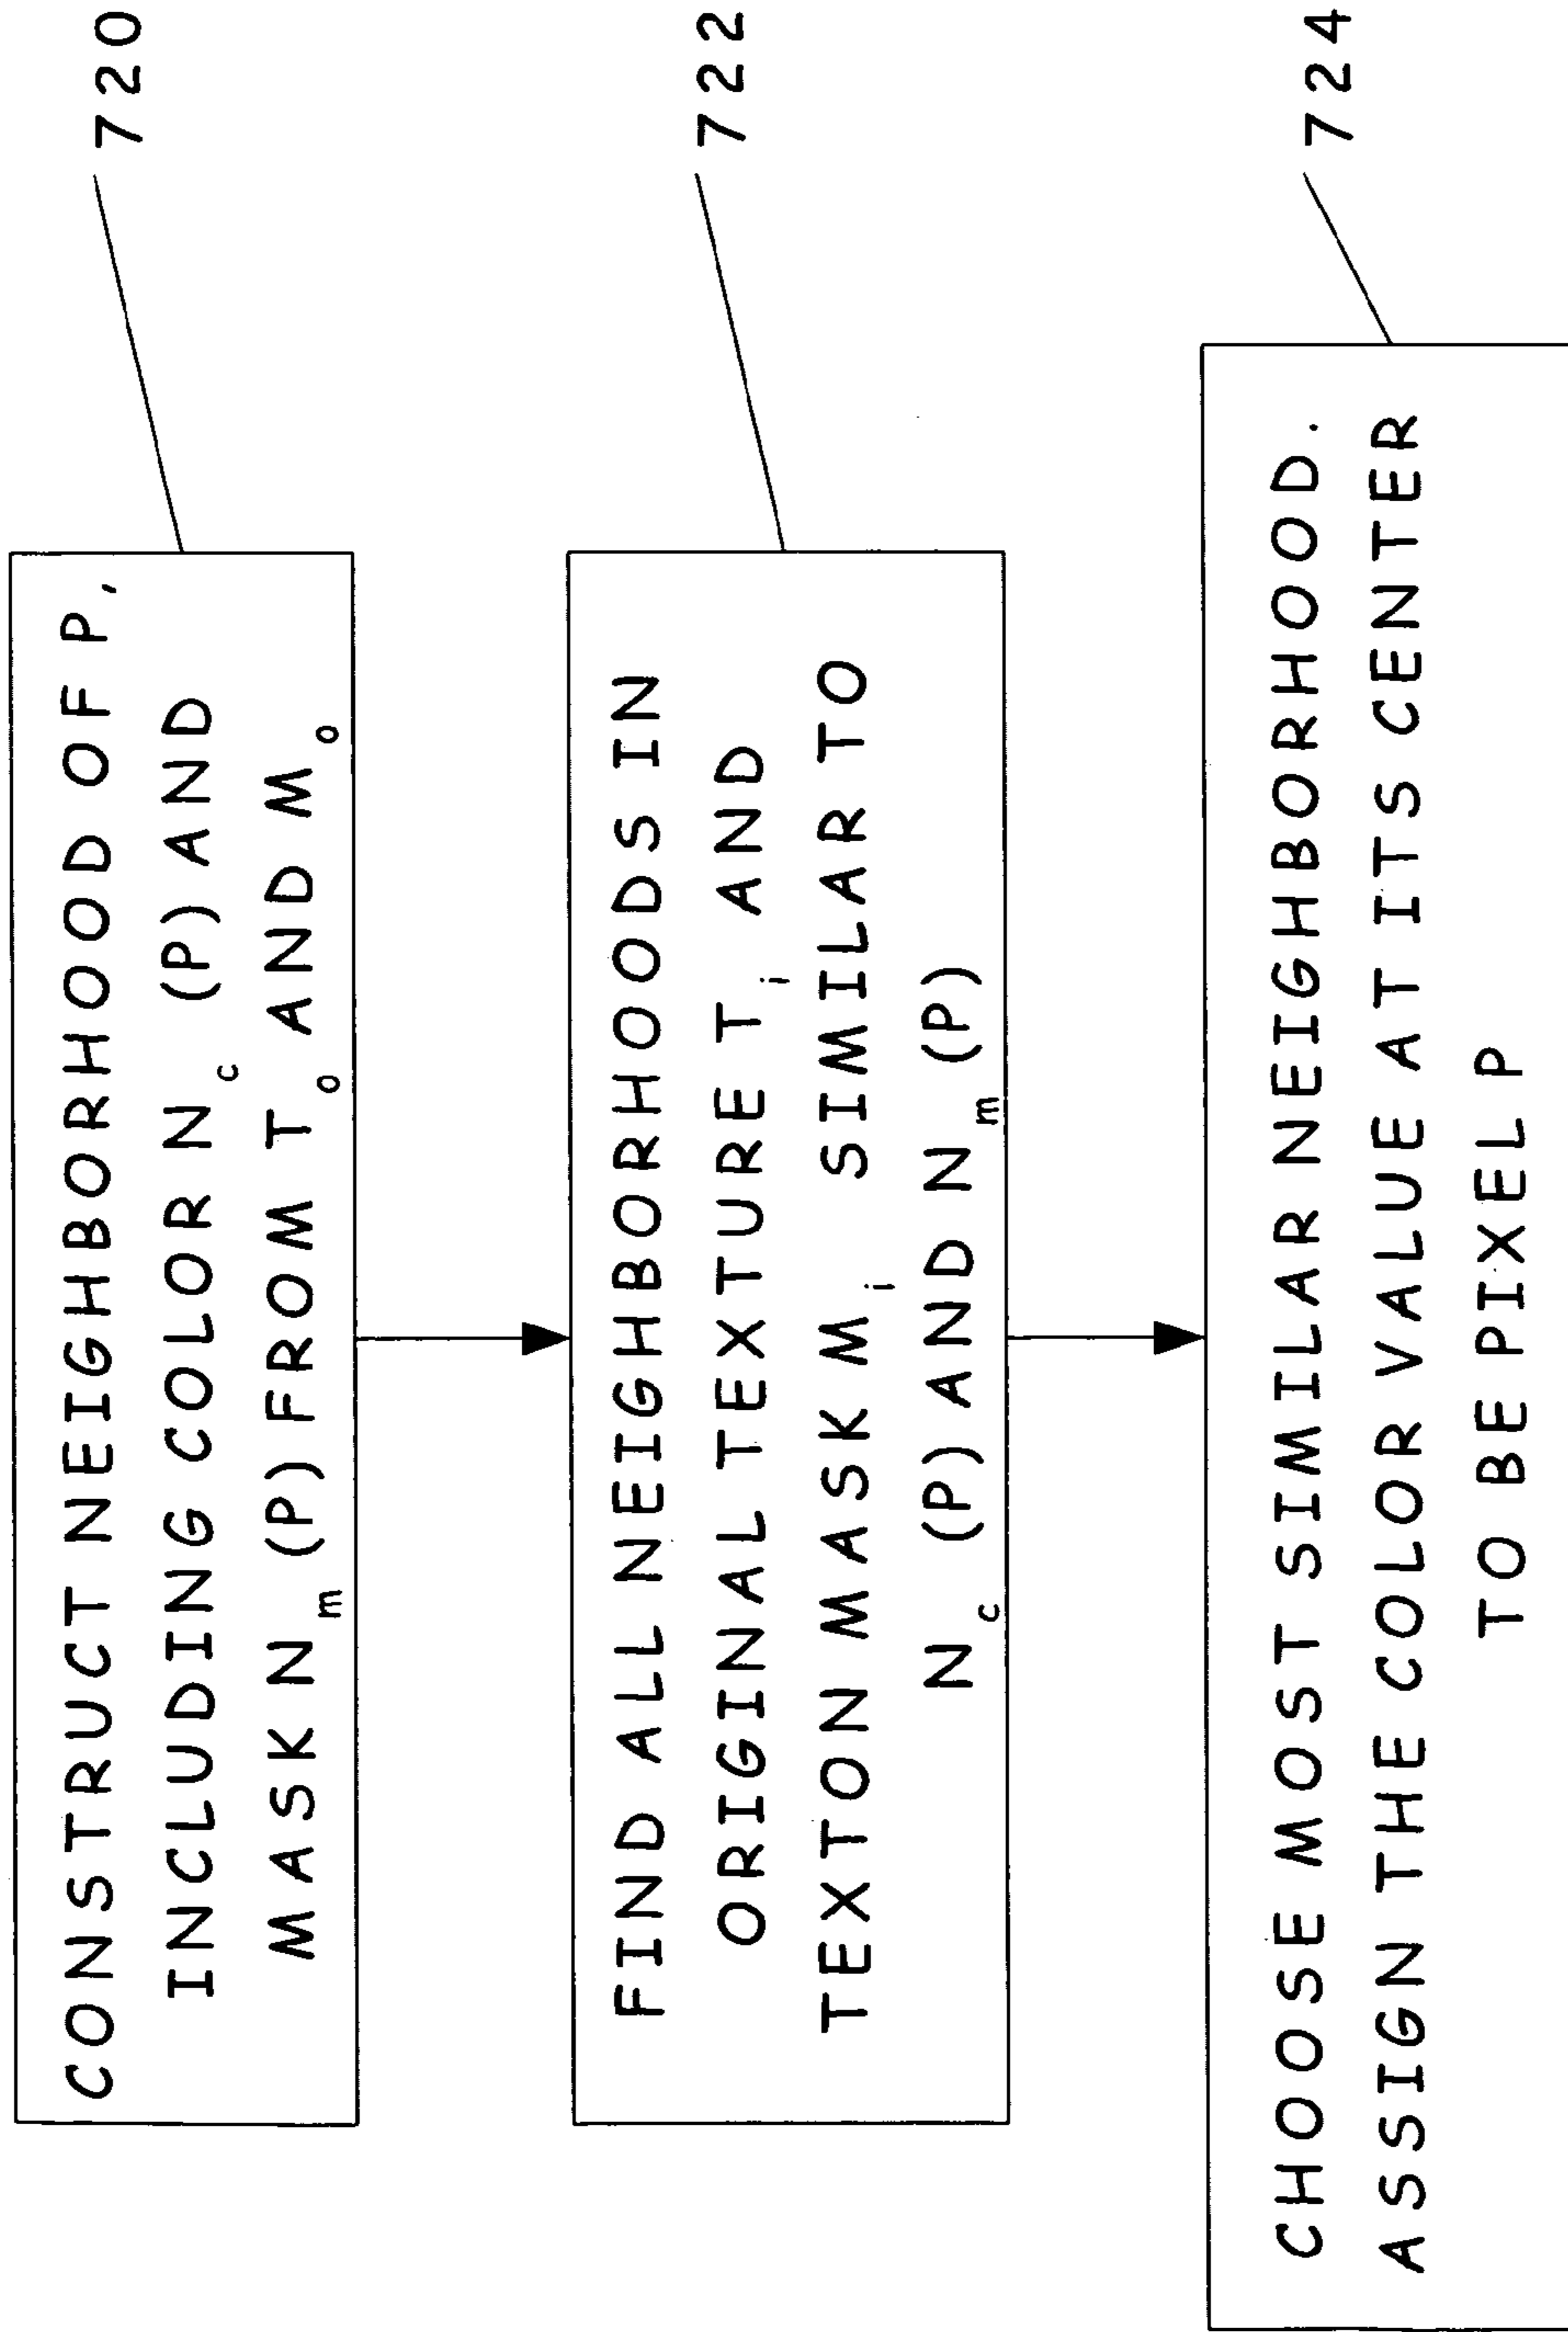 CONSTRUCT NEIGHBORHOOD OF P,
INCLUDING COLOR Nc (P) AND
MASK Nm (P) FROM To AND Mo
720
FIND ALL NEIGHBORHOODS IN
ORIGINAL TEXTURE Ti AND
TEXTON MASK Mi SIMILAR TO
Nc (P) AND Nm (P)
722
CHOOSE MOST SIMILAR NEIGHBORHOOD.
ASSIGN THE COLOR VALUE AT ITS CENTER
TO BE PIXEL P
724